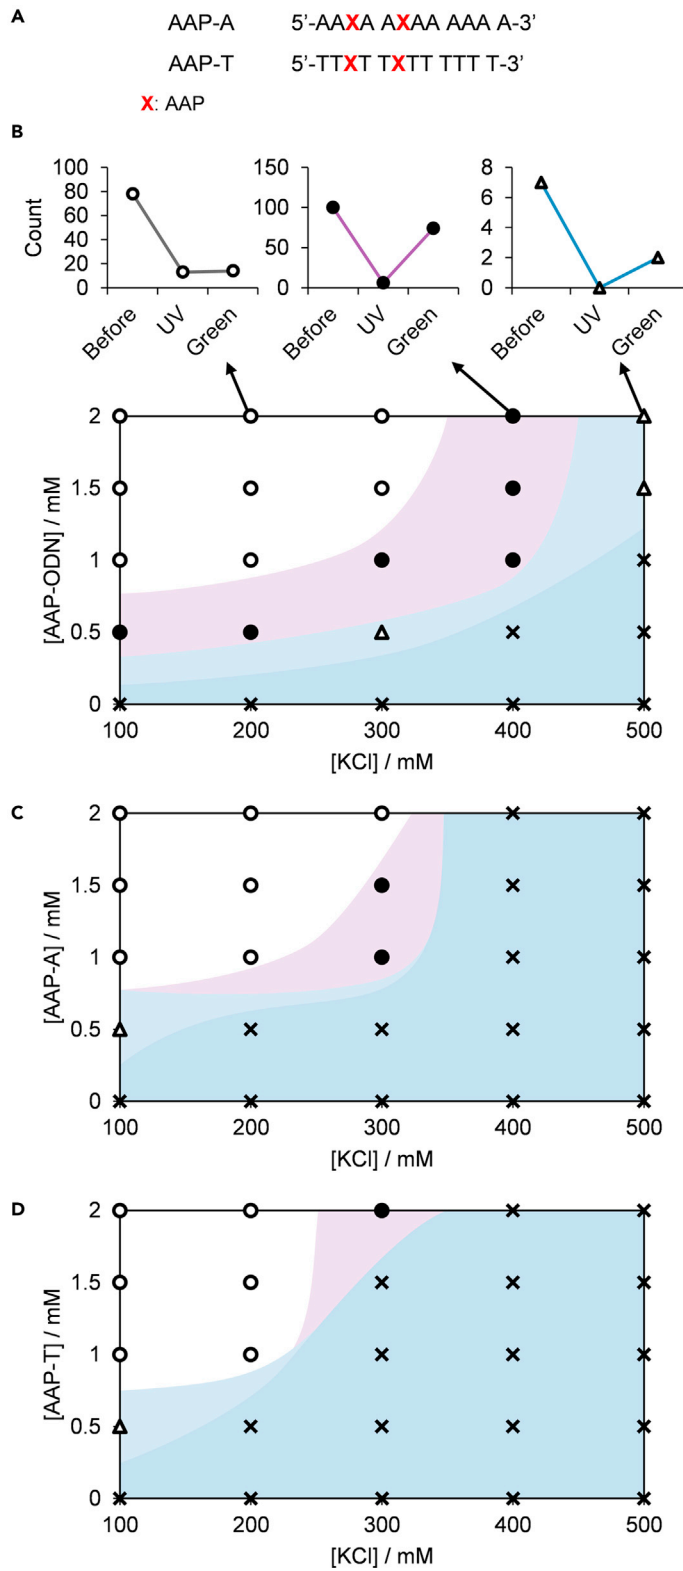 A
AAP-A 5’-AAXA AXAA AAAA A-3’
AAP-T 5’-TTXT TXTT TTT T-3’
X: AAP
B
Count
100
80
60
40
20
0
Before
UV
Green
150
100
50
0
Before
UV
Green
8
6
4
2
0
Before
UV
Green
[AAP-ODN] / mM
2
1.5
1
0.5
0
100 200 300 400 500
[KCl] / mM
C
[AAP-A] / mM
2
1.5
1
0.5
0
100 200 300 400 500
[KCl] / mM
D
[AAP-T] / mM
2
1.5
1
0.5
0
100 200 300 400 500
[KCl] / mM